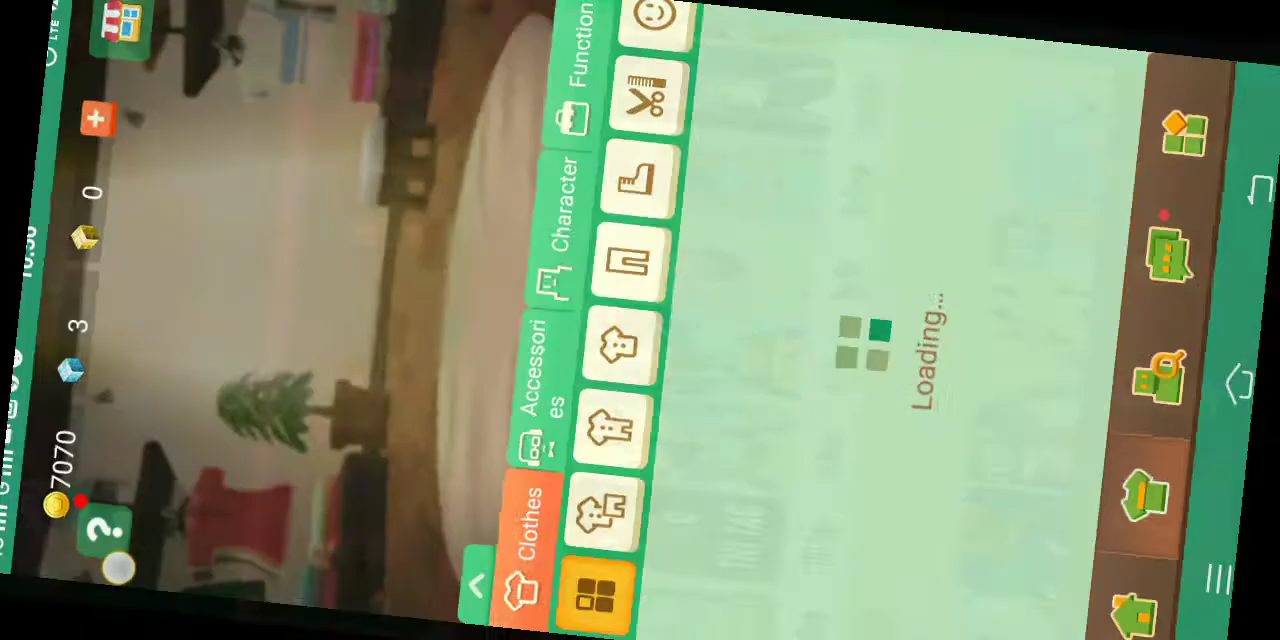 7070
3
0
?
Clothes
Accessori
es
Character
Function
Loading...